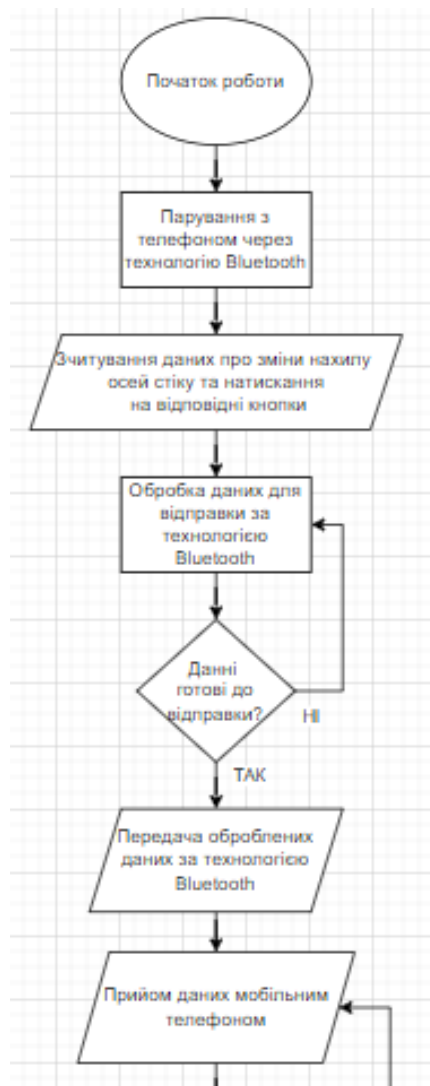 Початок роботи
Парування з
телефоном через
технологію Bluetooth
Зчитування даних про зміни нахилу
осей стіку та натискання
на відповідні кнопки
Обробка даних для
відправки за
технологією
Bluetooth
Данні
готові до
відправки?
НІ
ТАК
Передача оброблених
даних за технологією
Bluetooth
Прийом даних мобільним
телефоном